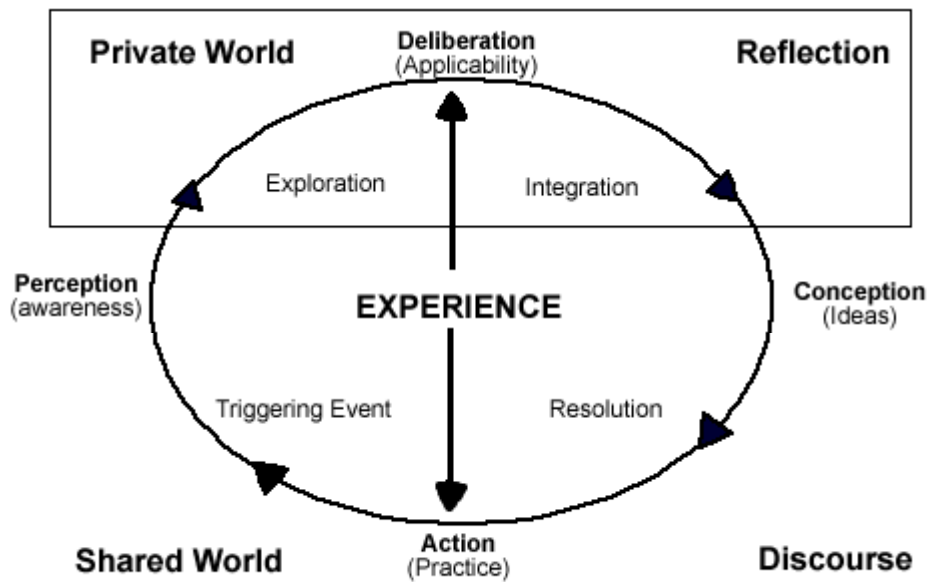 Private World
Deliberation
(Applicability)
Reflection
Exploration
Integration
Perception
(awareness)
EXPERIENCE
Conception
(Ideas)
Triggering Event
Resolution
Shared World
Action
(Practice)
Discourse